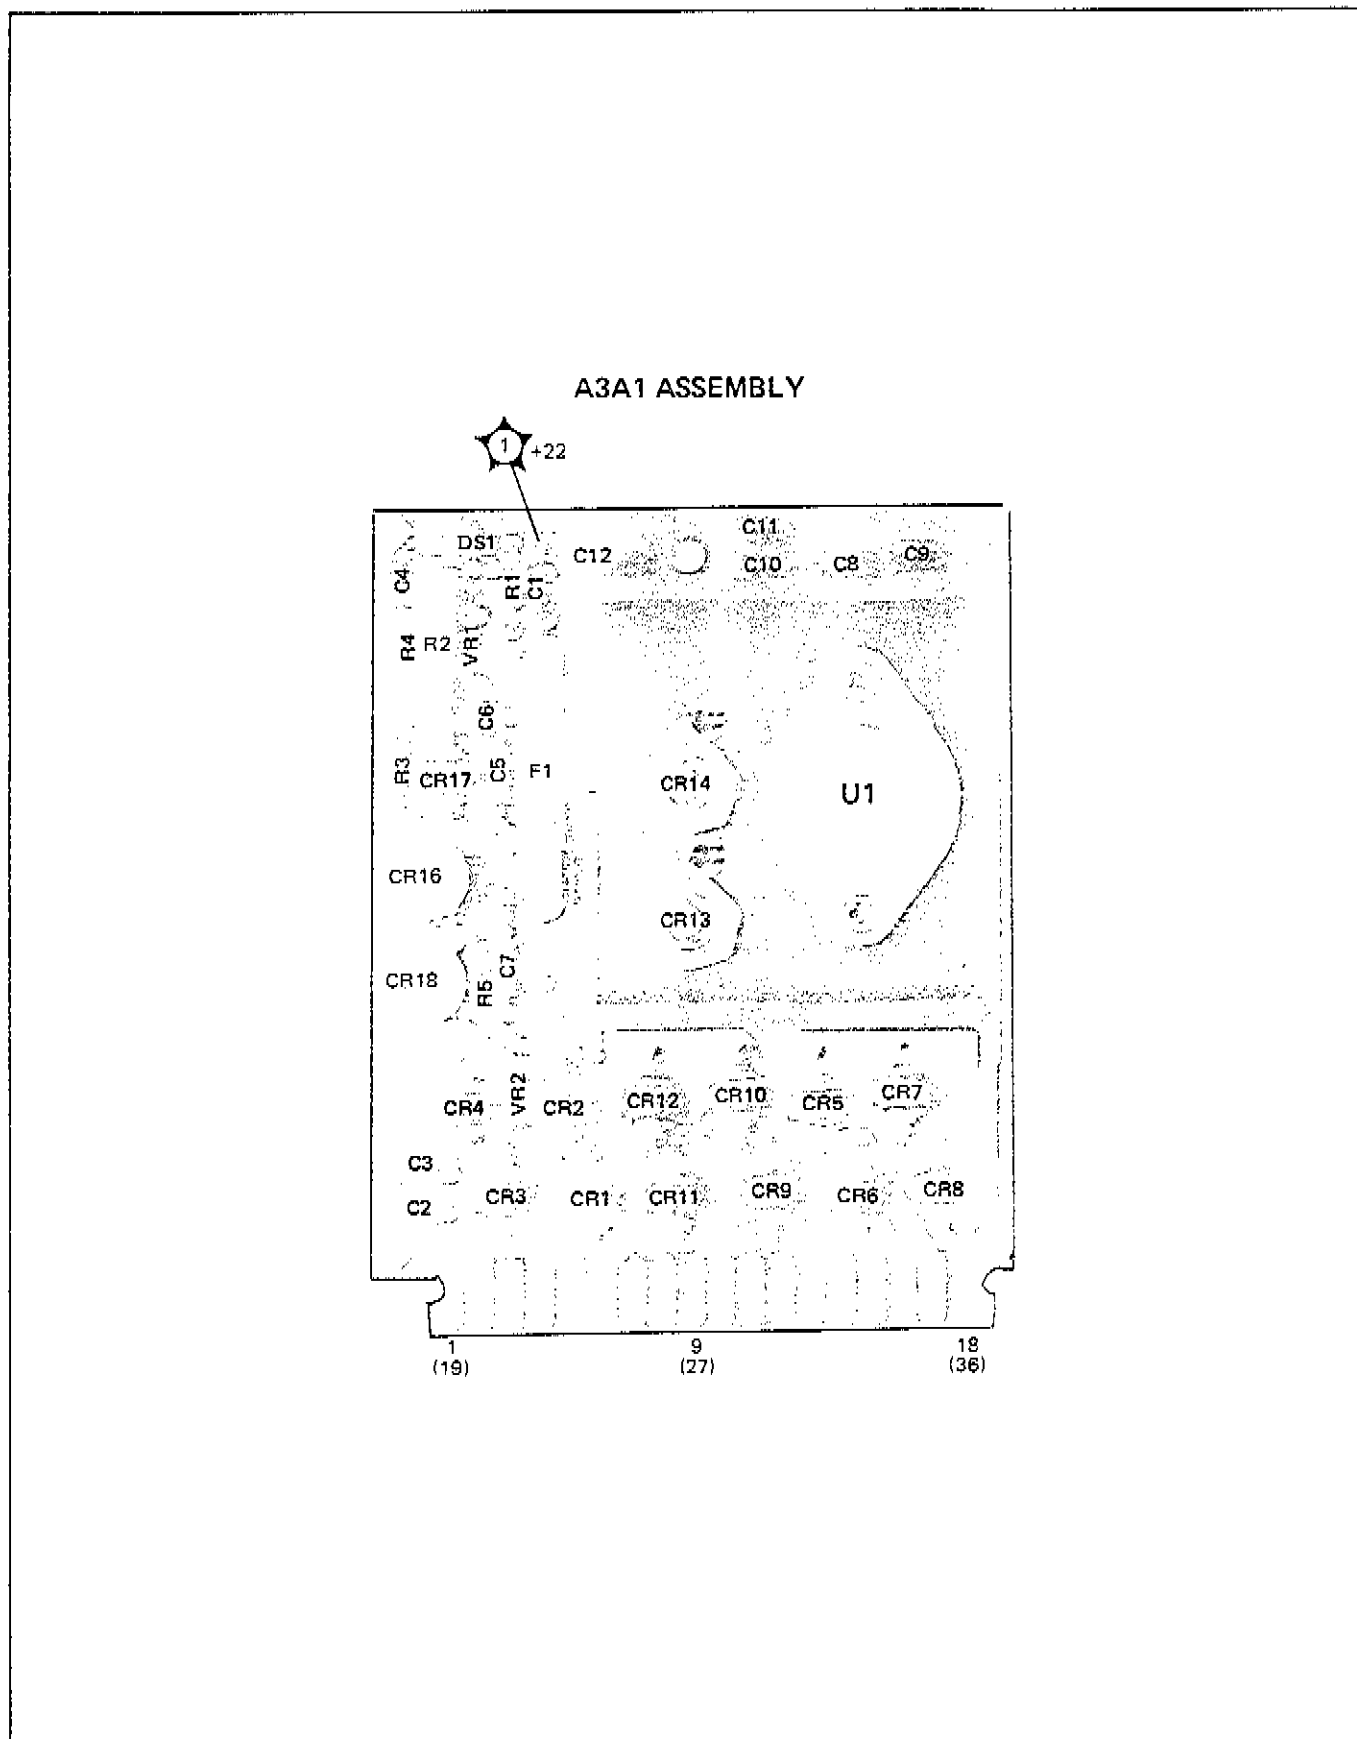 A3A1 ASSEMBLY
1 +22
C11
DS1 C12 C10 C8 C9
C4 R1 C1
R4 R2 VR1
C6
R3 CR17 C5 F1 CR14 U1
CR16
CR13
CR18 R5 C7
CR4 VR2 CR2 CR12 CR10 CR5 CR7
C3
C2 CR3 CR1 CR11 CR9 CR6 CR8
1 9 18
(19) (27) (36)